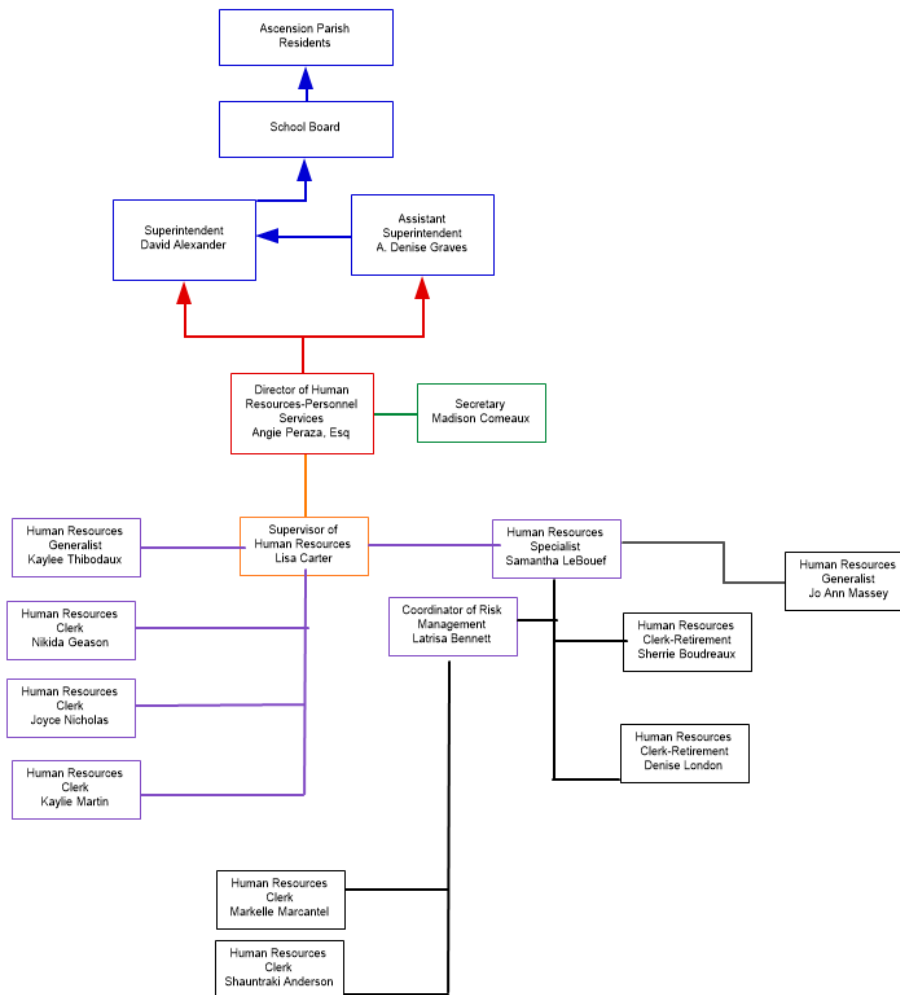 Ascension Parish
Residents
School Board
Superintendent
David Alexander
Assistant
Superintendent
A. Denise Graves
Director of Human
Resources-Personnel
Services
Angie Peraza, Esq
Secretary
Madison Comeaux
Human Resources
Generalist
Kaylee Thibodaux
Supervisor of
Human Resources
Lisa Carter
Human Resources
Specialist
Samantha LeBouef
Human Resources
Generalist
Jo Ann Massey
Human Resources
Clerk
Nikida Geason
Coordinator of Risk
Management
Latrisa Bennett
Human Resources
Clerk-Retirement
Sherrie Boudreaux
Human Resources
Clerk
Joyce Nicholas
Human Resources
Clerk-Retirement
Denise London
Human Resources
Clerk
Kaylie Martin
Human Resources
Clerk
Markelle Marcantel
Human Resources
Clerk
Shauntraki Anderson